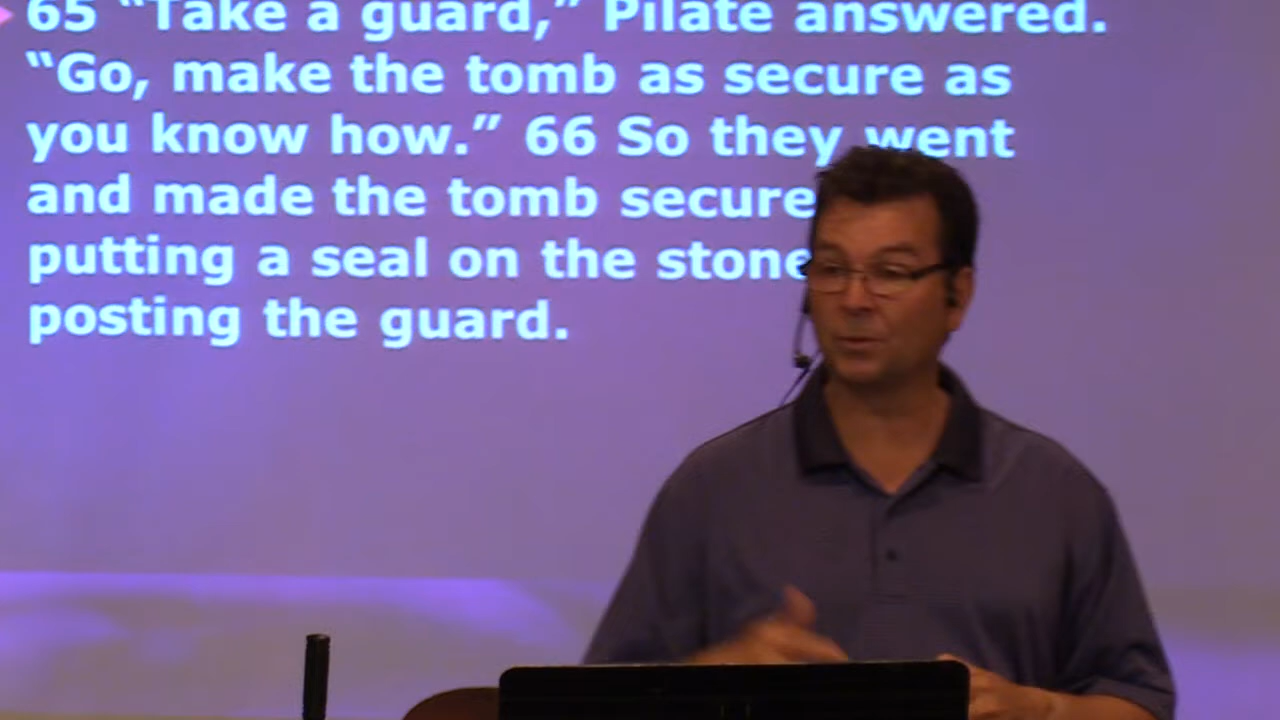 65 “Take a guard,” Pilate answered.
“Go, make the tomb as secure as
you know how.” 66 So they went
and made the tomb secure
putting a seal on the stone
posting the guard.